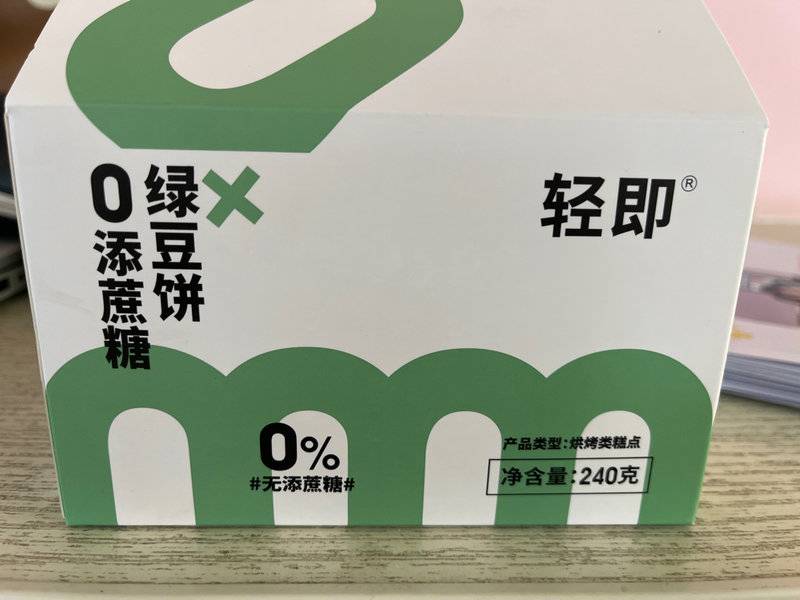 绿豆饼
0添蔗糖
轻即®
0%
#无添蔗糖#
产品类型:烘烤类糕点
净含量:240克